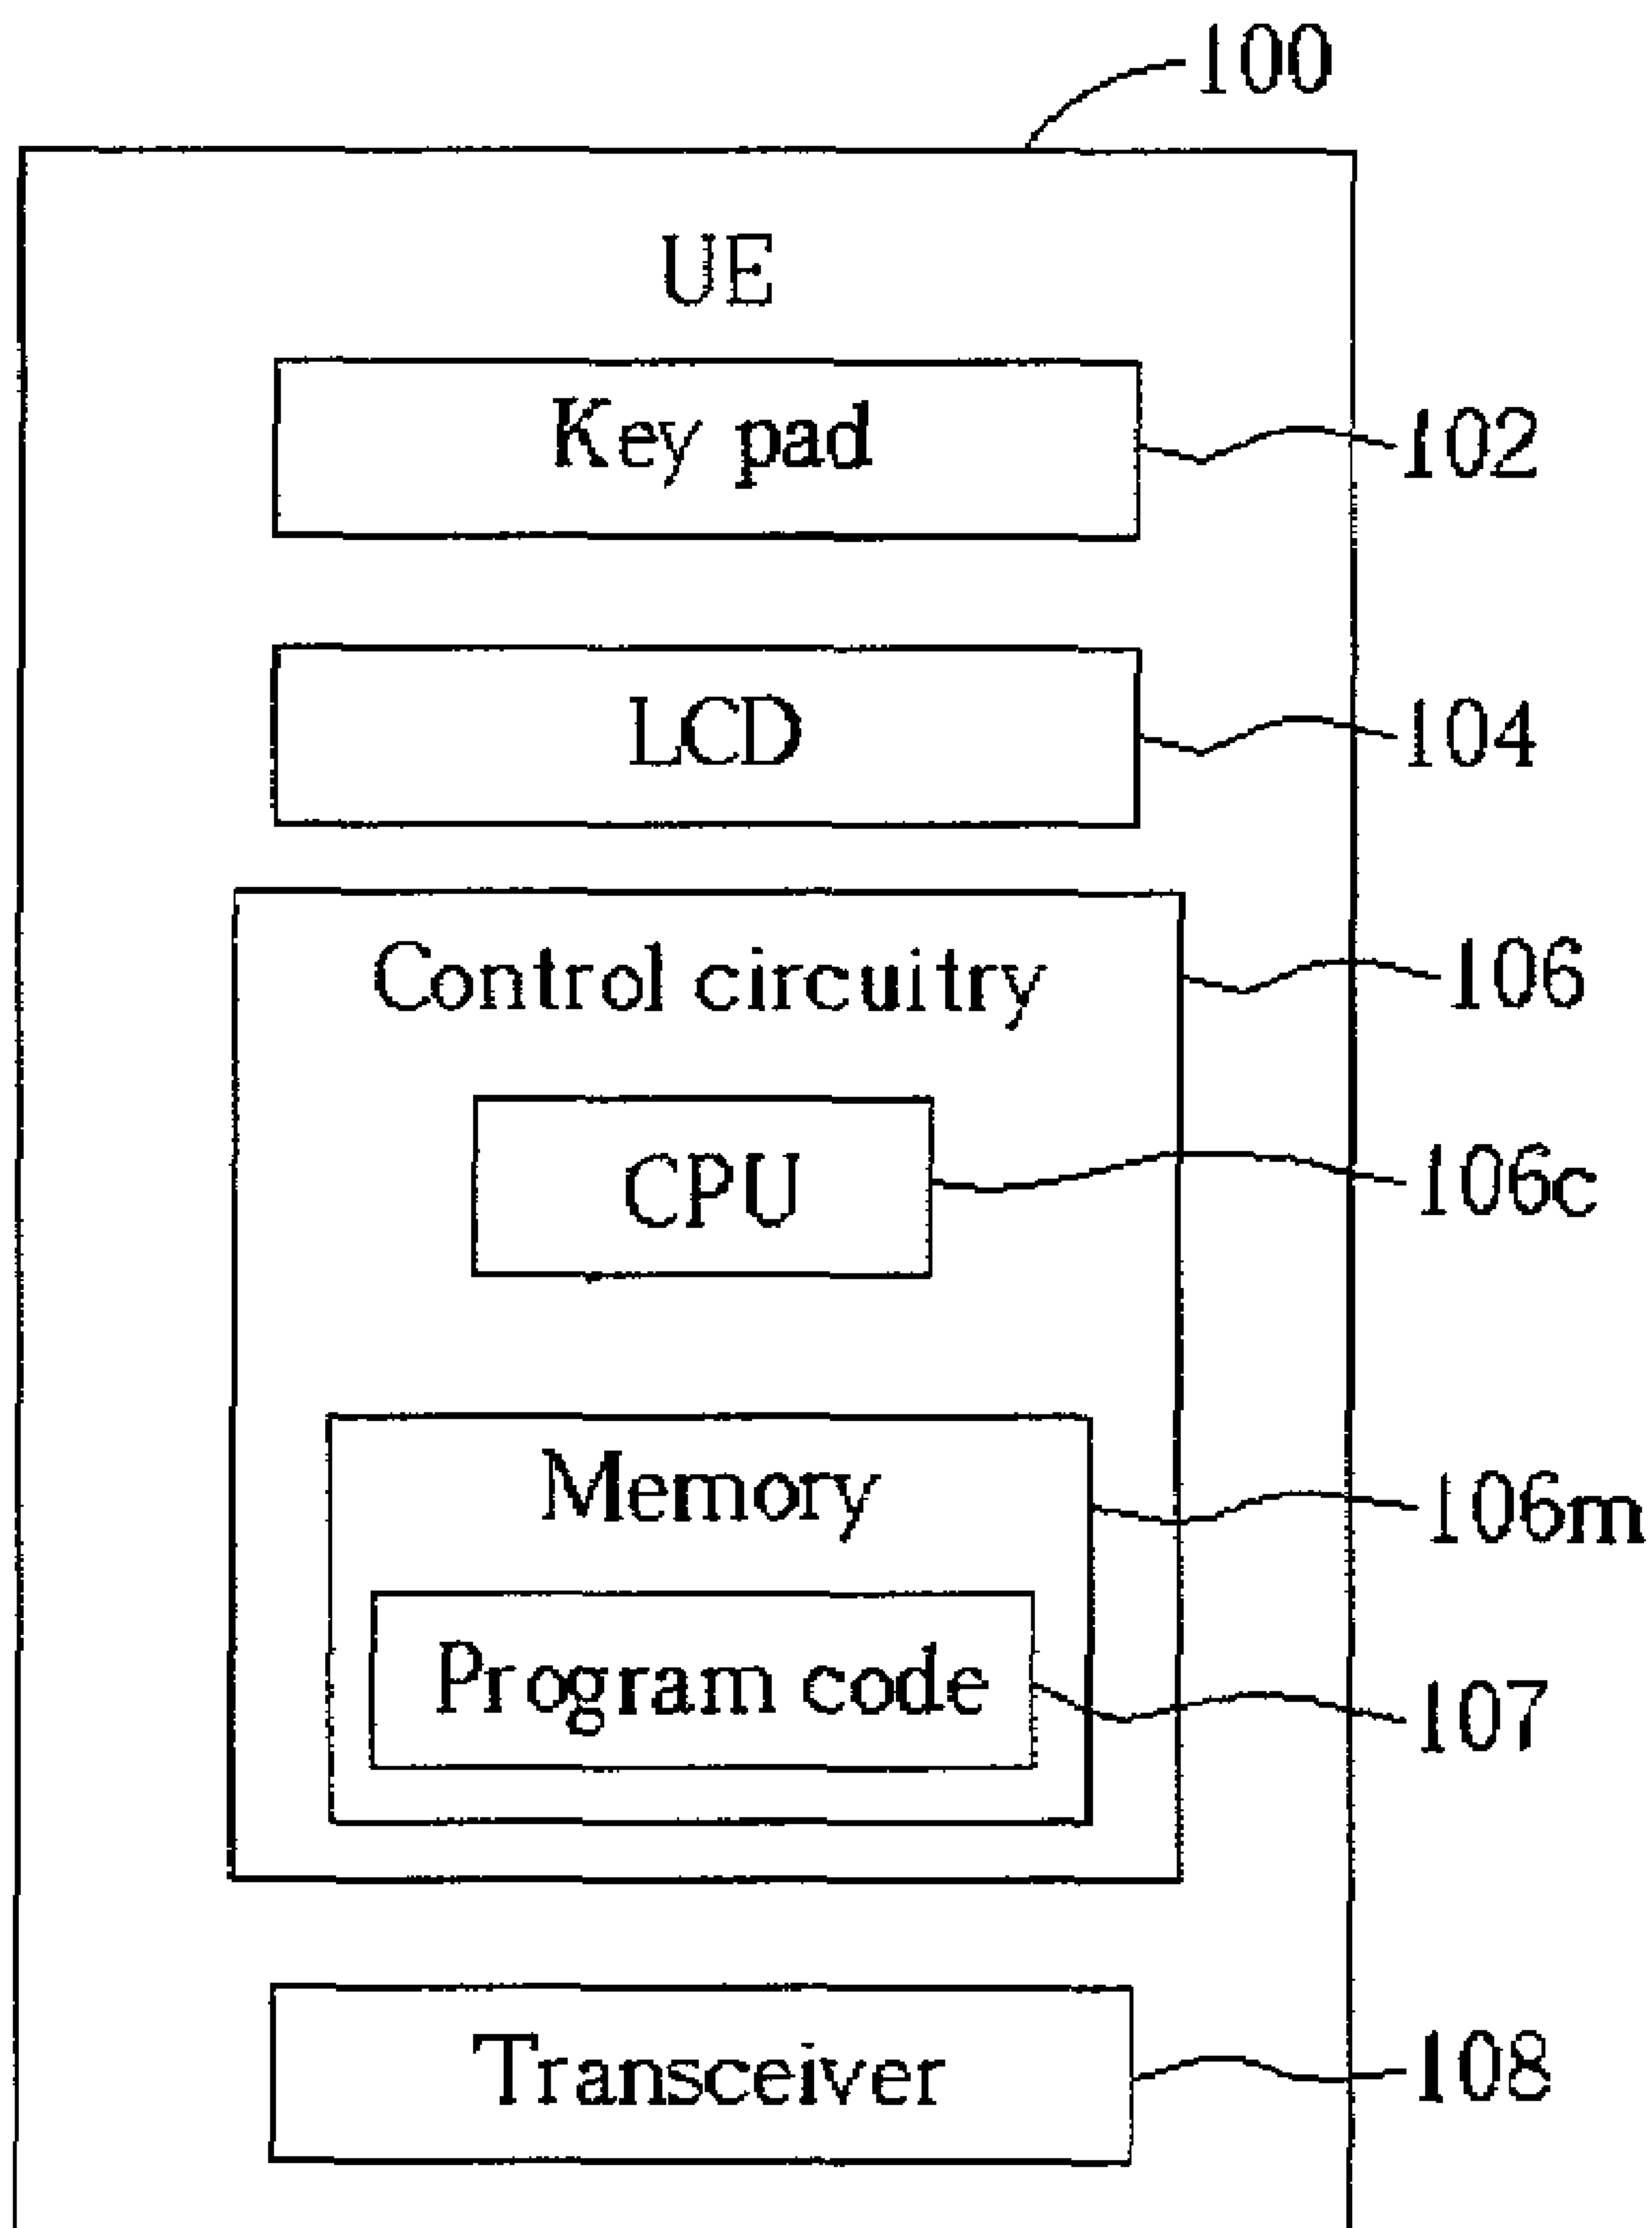 100
UE
Key pad
102
LCD
104
Control circuitry
106
CPU
106c
Memory
106m
Program code
107
Transceiver
108